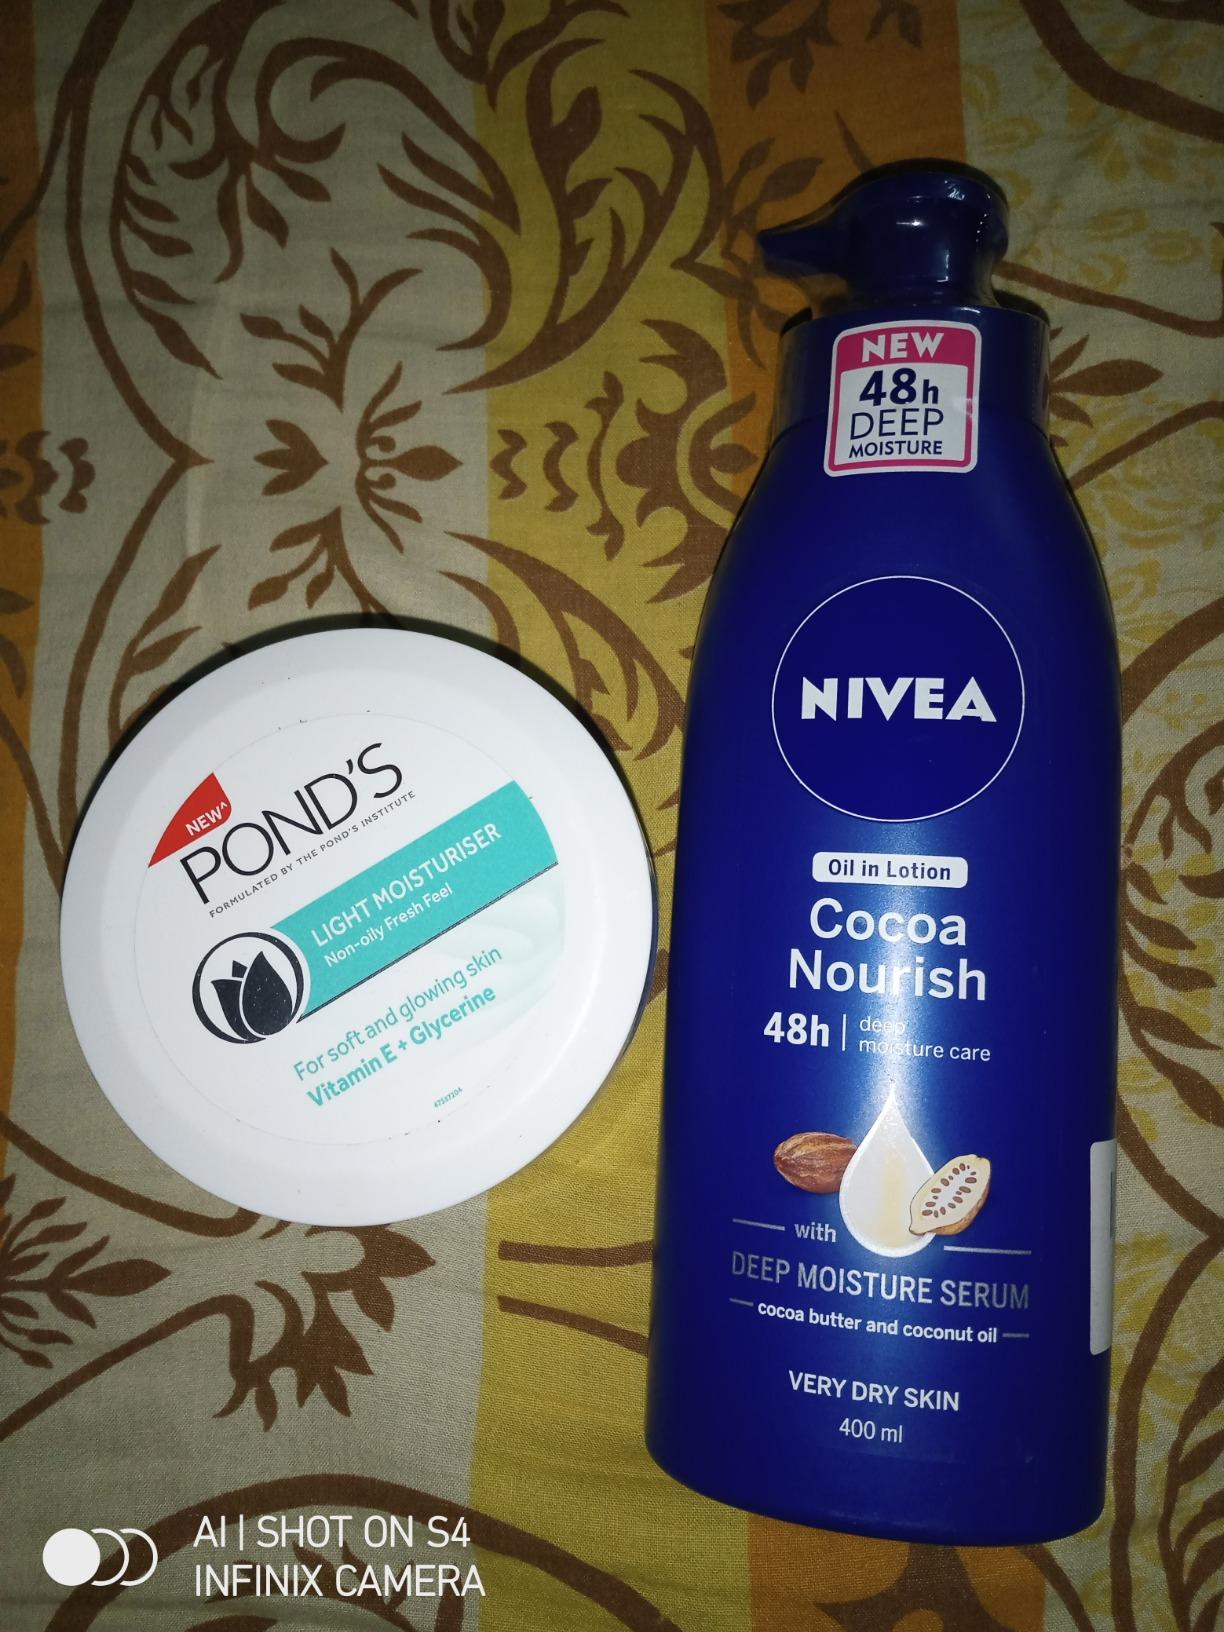 NEW^
POND'S
FORMULATED BY THE POND'S INSTITUTE
LIGHT MOISTURISER
Non-oily Fresh Feel
For soft and glowing skin
Vitamin E + Glycerine
NEW
48h
DEEP
MOISTURE
NIVEA
Oil in Lotion
Cocoa
Nourish
48h | deep
moisture care
with
DEEP MOISTURE SERUM
cocoa butter and coconut oil
VERY DRY SKIN
400 ml
AI | SHOT ON S4
INFINIX CAMERA